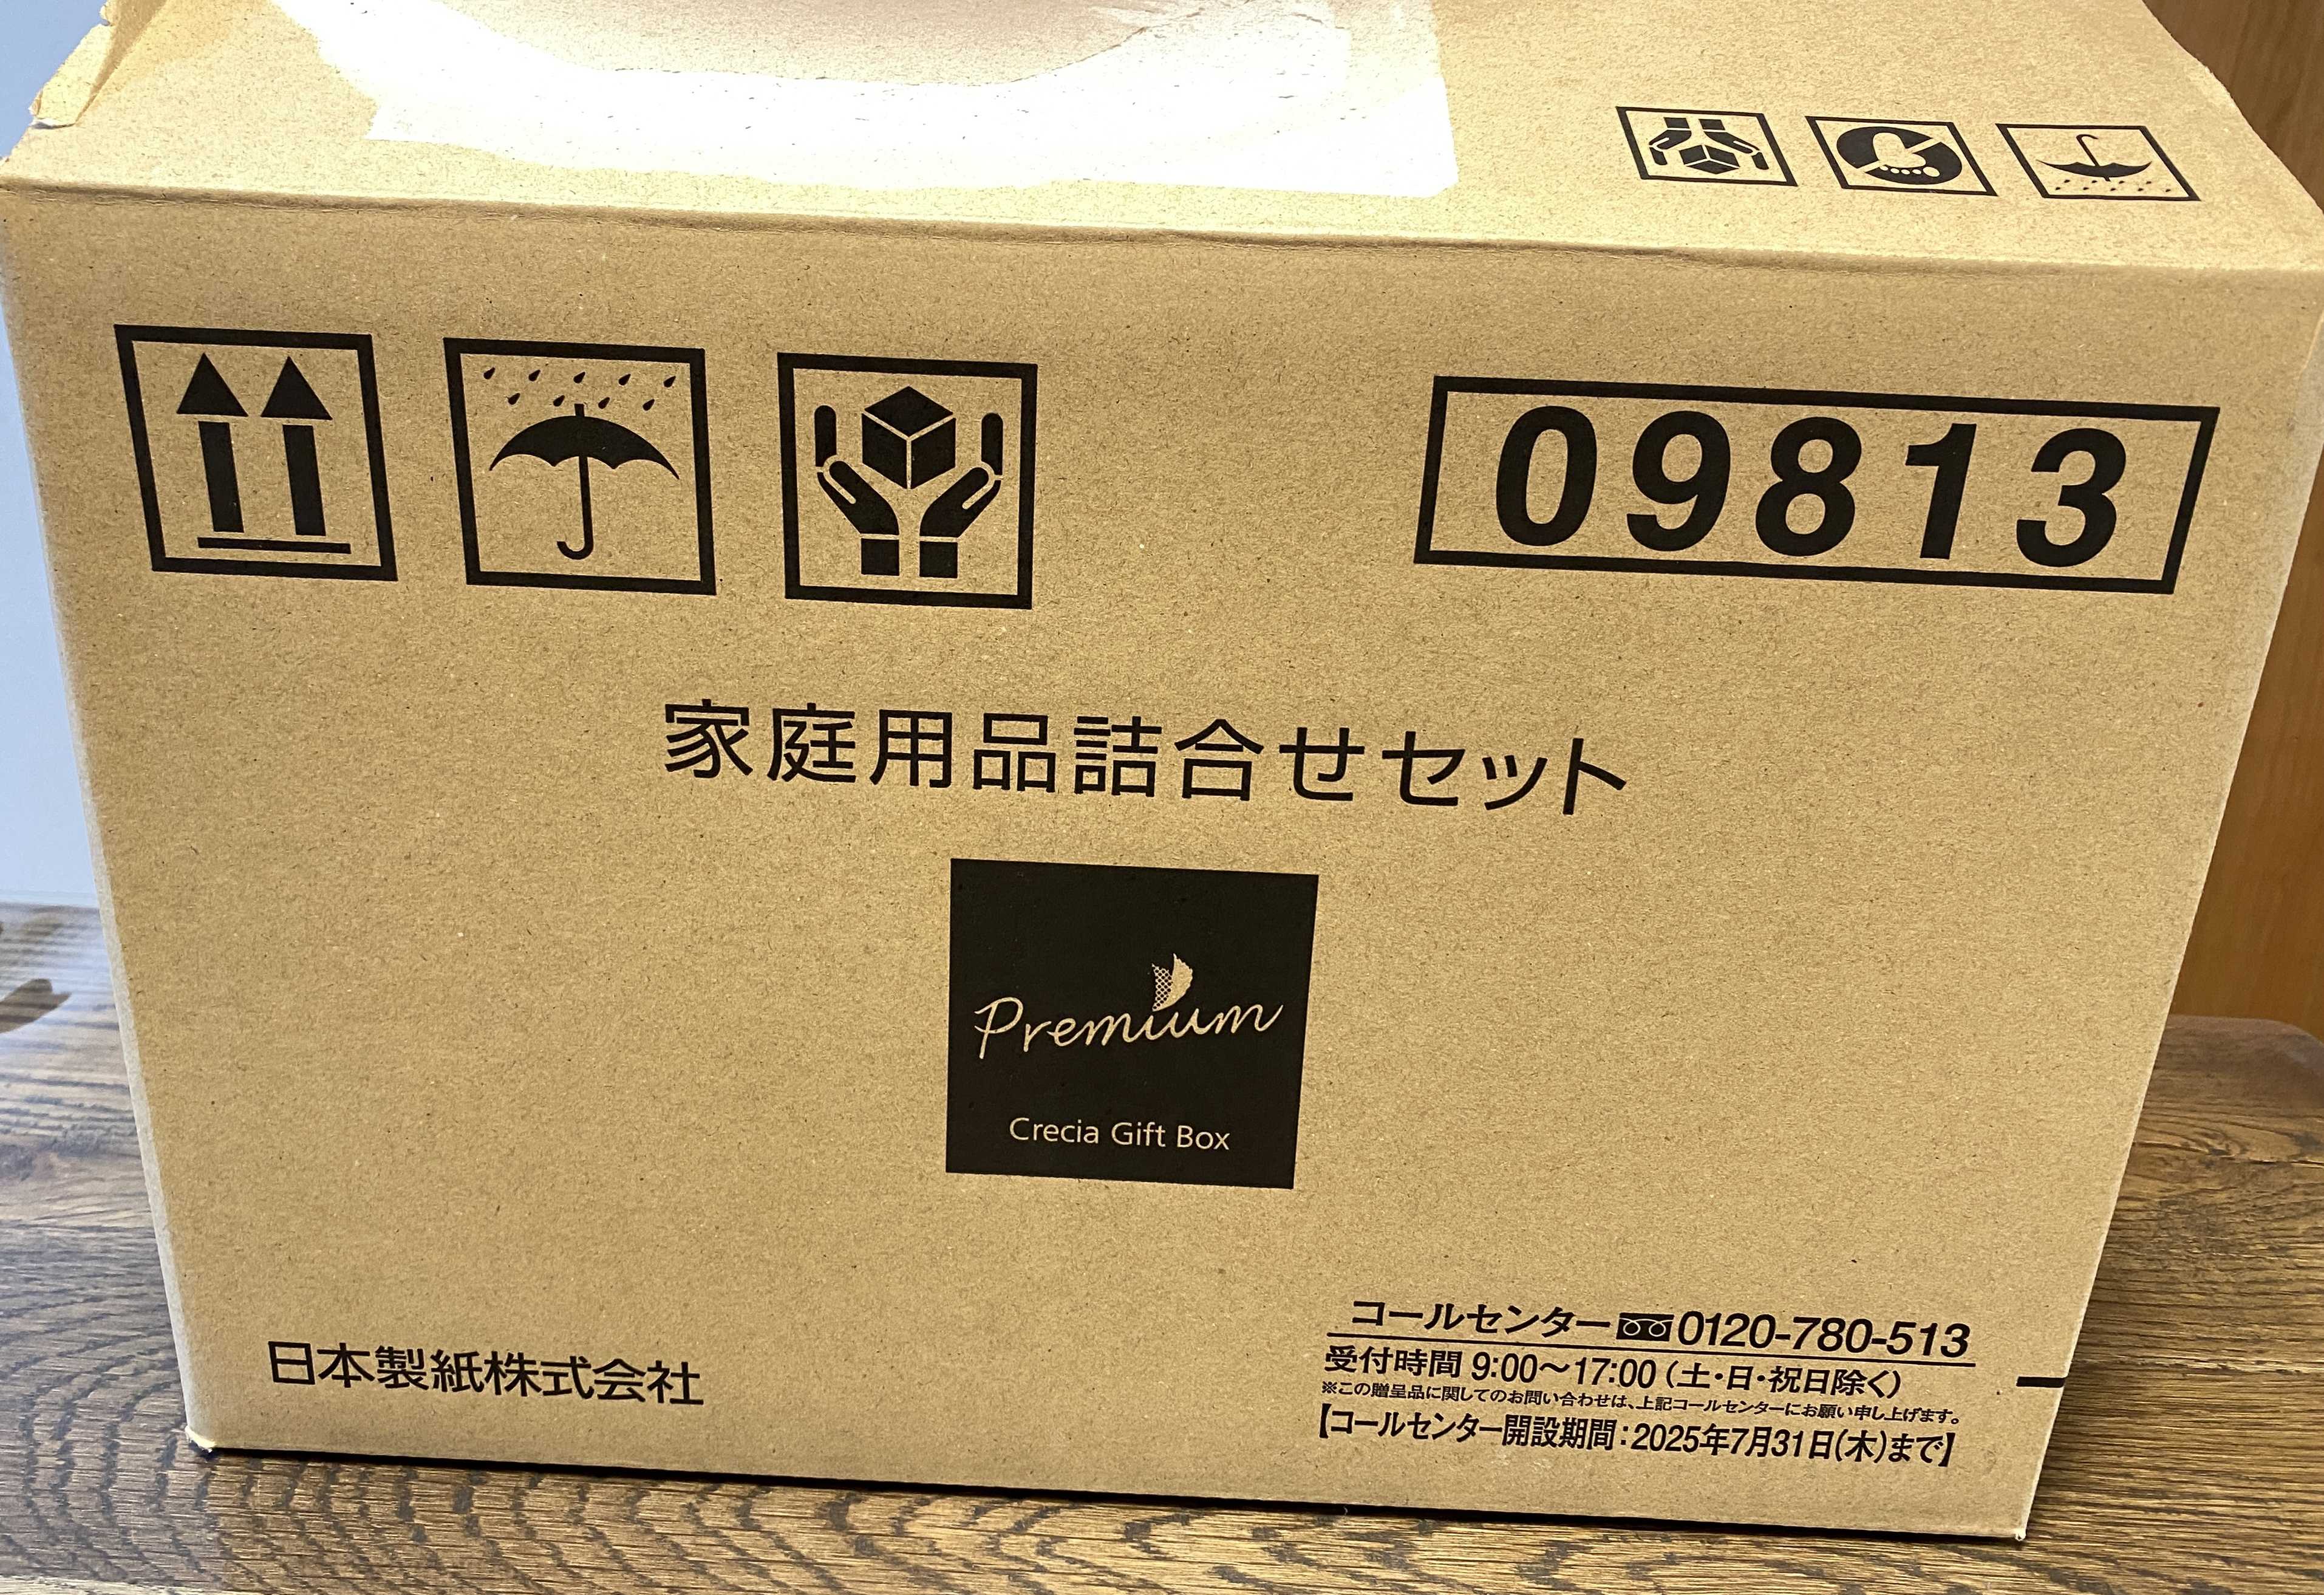 09813
家庭用品詰合せセット
Premium
Crecia Gift Box
日本製紙株式会社
コールセンター 0120-780-513
受付時間 9:00〜17:00（土・日・祝日除く）
※この贈呈品に関してのお問い合わせは、上記コールセンターにお願い申し上げます。
【コールセンター開設期間：2025年7月31日(木)まで】